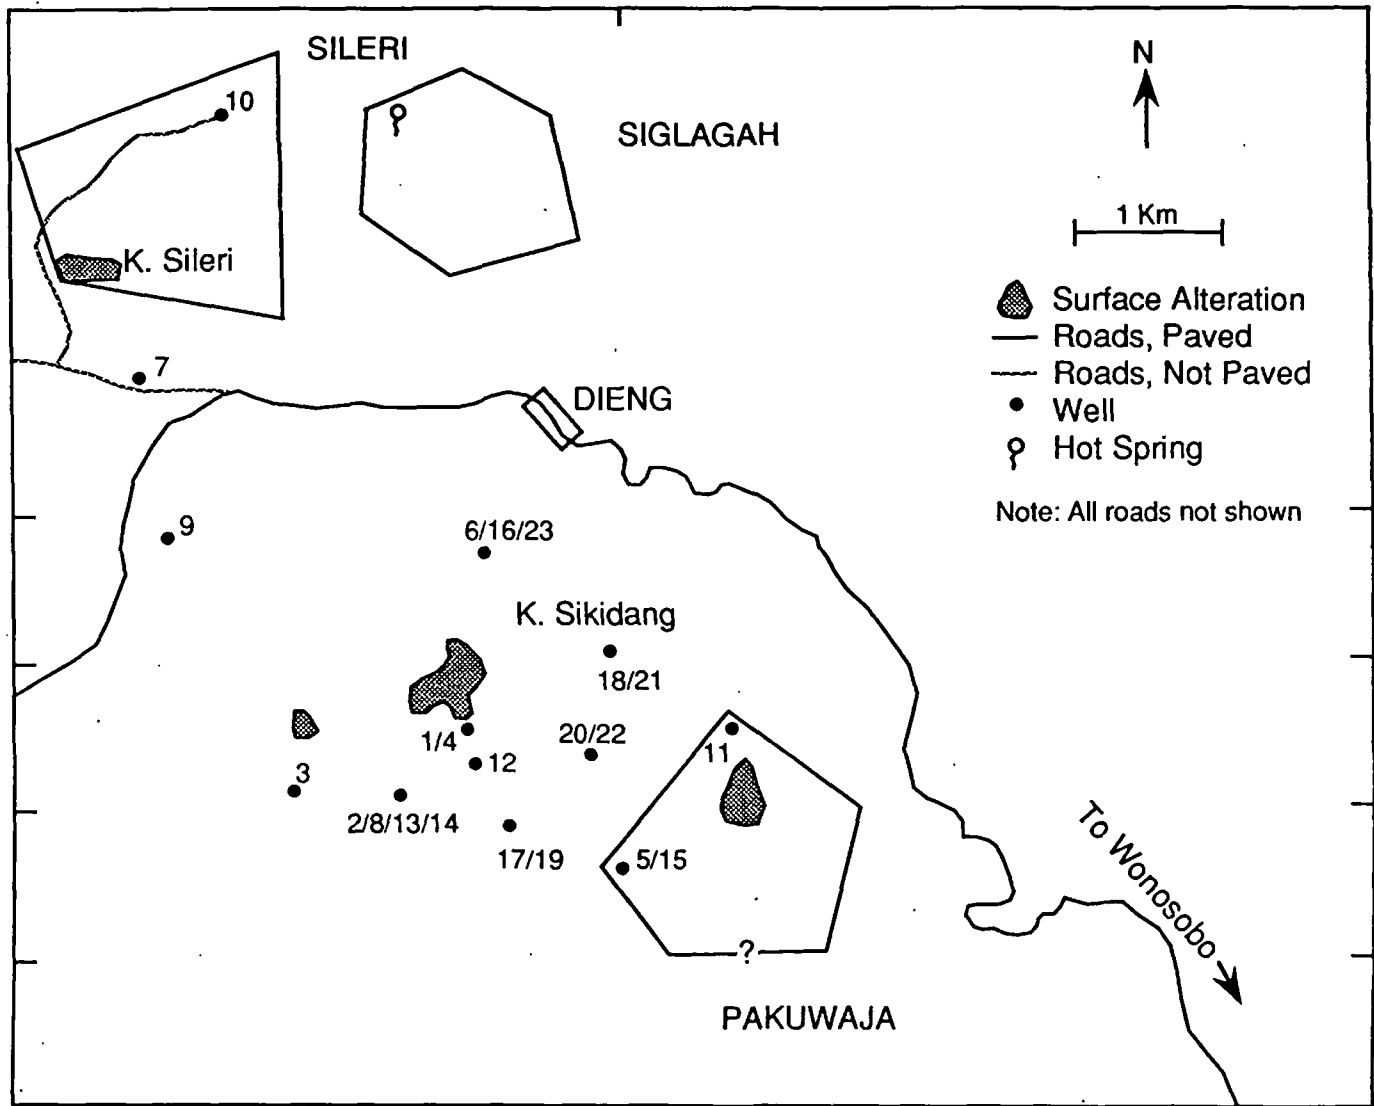 SILERI
N
10
SIGLAGAH
1 Km
K. Sileri
Surface Alteration
Roads, Paved
7
Roads, Not Paved
DIENG
Well
Hot Spring
Note: All roads not shown
9
6/16/23
K. Sikidang
18/21
1/4
20/22
11
12
3
2/8/13/14
17/19
5/15
To Wonosobo
?
PAKUWAJA